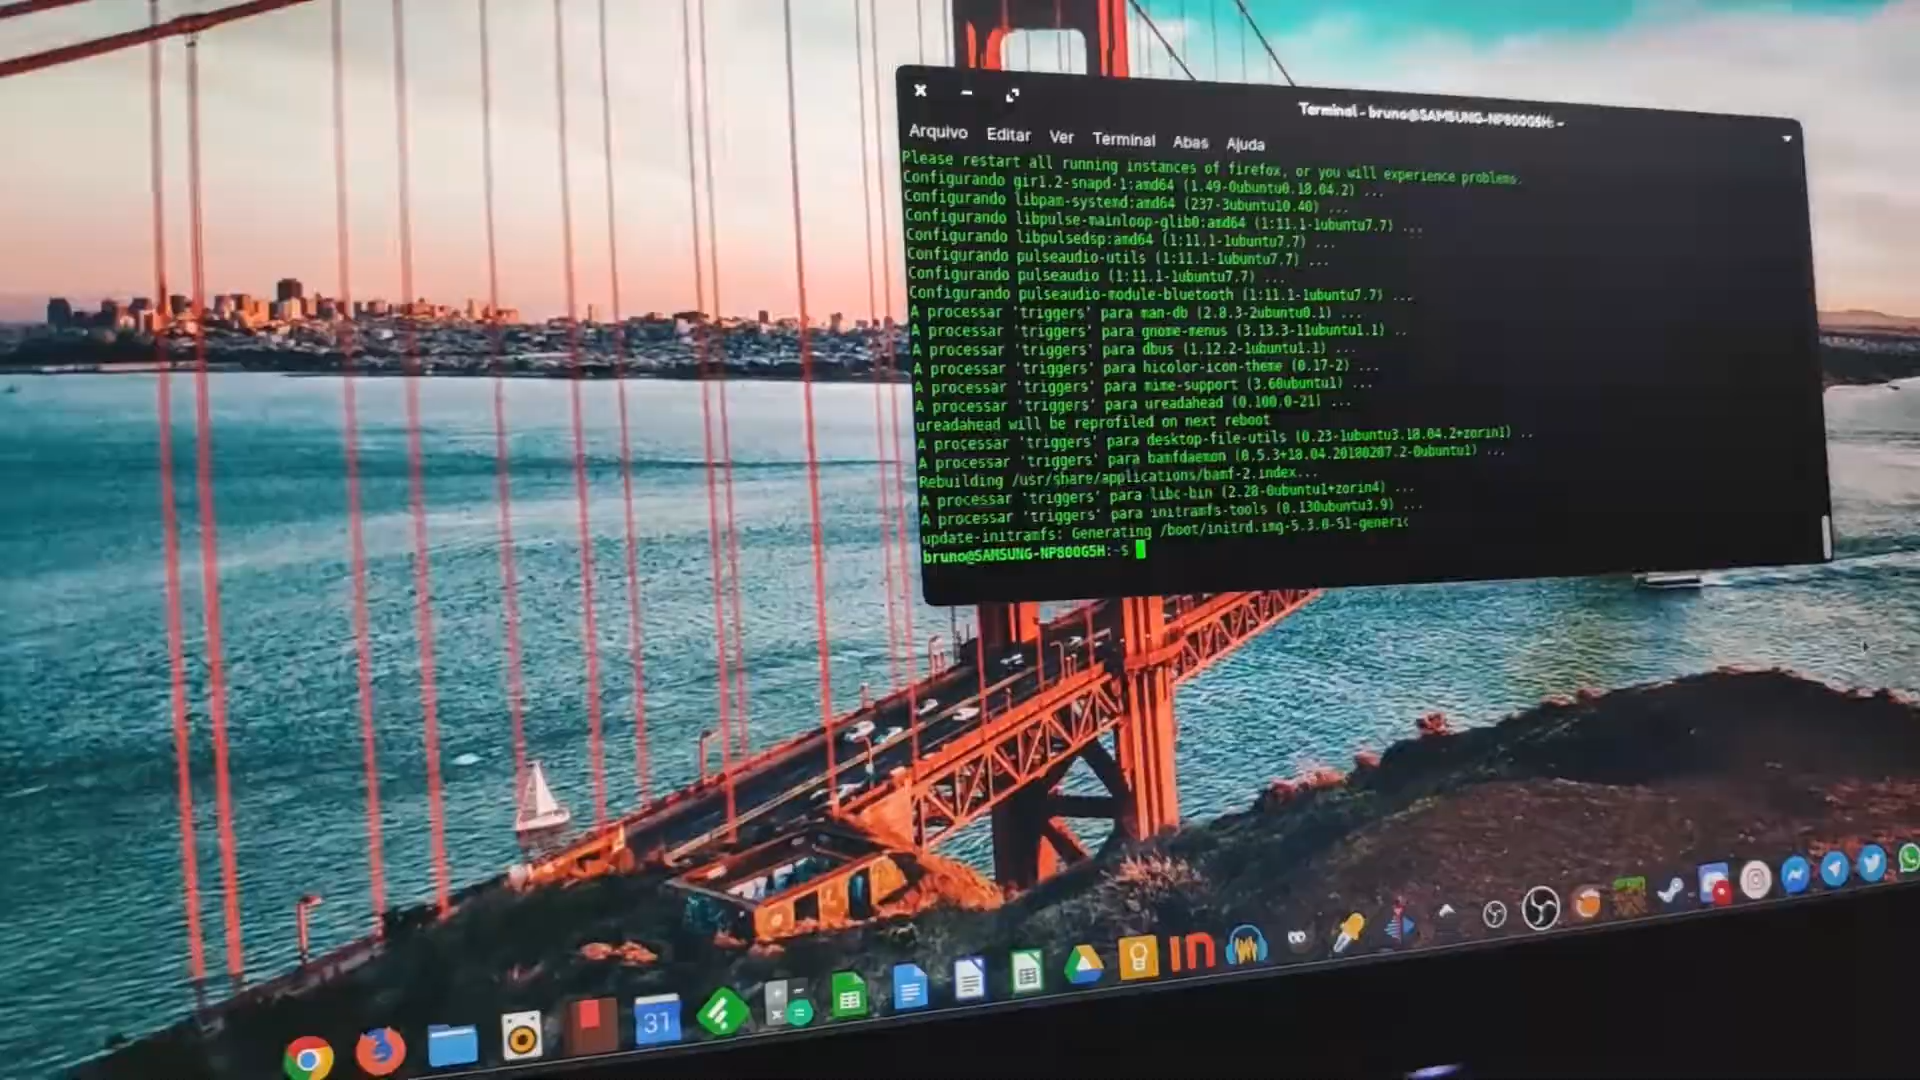 Terminal - bruno@SAMSUNG-NP800G5H: ~
Arquivo Editar Ver Terminal Abas Ajuda
Please restart all running instances of firefox, or you will experience problems.
Configurando gir1.2-snapd-1:amd64 (1.49-0ubuntu0.18.04.2) ...
Configurando libpam-systemd:amd64 (237-3ubuntu10.40) ...
Configurando libpulse-mainloop-glib0:amd64 (1:11.1-1ubuntu7.7) ...
Configurando libpulsedsp:amd64 (1:11.1-1ubuntu7.7) ...
Configurando pulseaudio-utils (1:11.1-1ubuntu7.7) ...
Configurando pulseaudio (1:11.1-1ubuntu7.7) ...
Configurando pulseaudio-module-bluetooth (1:11.1-1ubuntu7.7) ...
A processar 'triggers' para man-db (2.8.3-2ubuntu0.1) ...
A processar 'triggers' para gnome-menus (3.13.3-11ubuntu1.1) ...
A processar 'triggers' para dbus (1.12.2-1ubuntu1.1) ...
A processar 'triggers' para hicolor-icon-theme (0.17-2) ...
A processar 'triggers' para mime-support (3.60ubuntu1) ...
A processar 'triggers' para ureadahead (0.100.0-21) ...
ureadahead will be reprofiled on next reboot
A processar 'triggers' para desktop-file-utils (0.23-1ubuntu3.18.04.2+zorin1) ...
A processar 'triggers' para bamfdaemon (0.5.3+18.04.20180207.2-0ubuntu1) ...
Rebuilding /usr/share/applications/bamf-2.index...
A processar 'triggers' para libc-bin (2.28-0ubuntu1+zorin4) ...
A processar 'triggers' para initramfs-tools (0.130ubuntu3.9) ...
update-initramfs: Generating /boot/initrd.img-5.3.0-51-generic
bruno@SAMSUNG-NP800G5H:~$
31
in